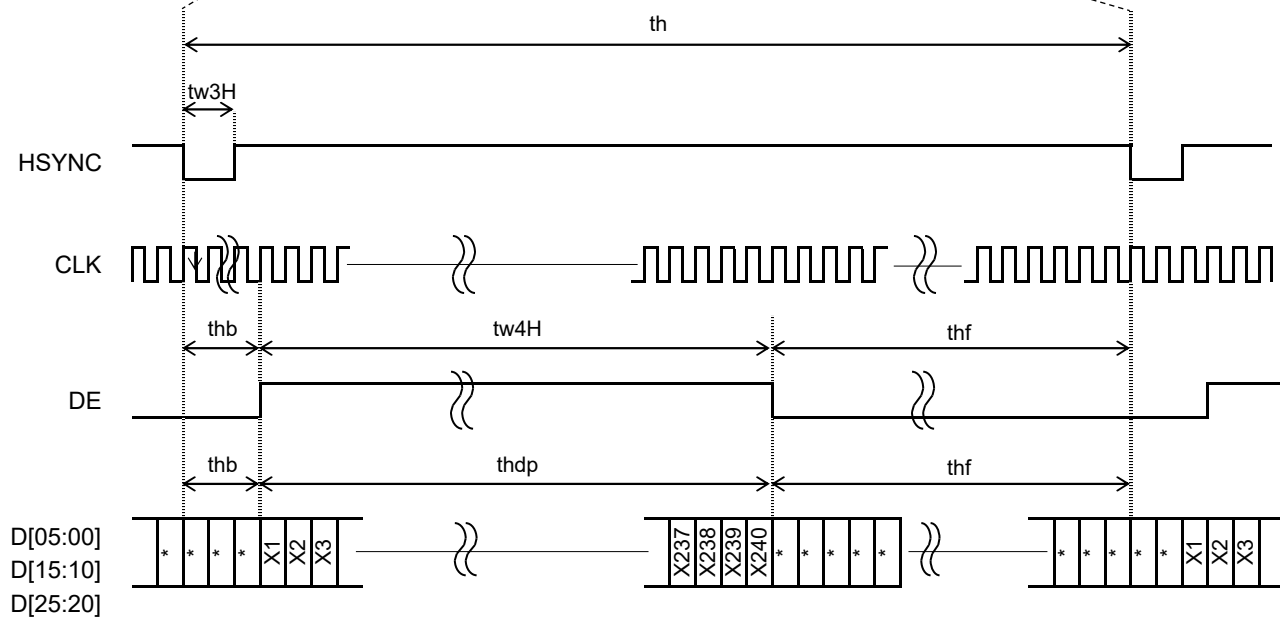 th
tw3H
HSYNC
CLK
thb tw4H thf
DE
thb thdp thf
D[05:00]
D[15:10]
D[25:20]
* * * * X1 X2 X3 X237 X238 X239 X240 * * * * * * * * * * X1 X2 X3